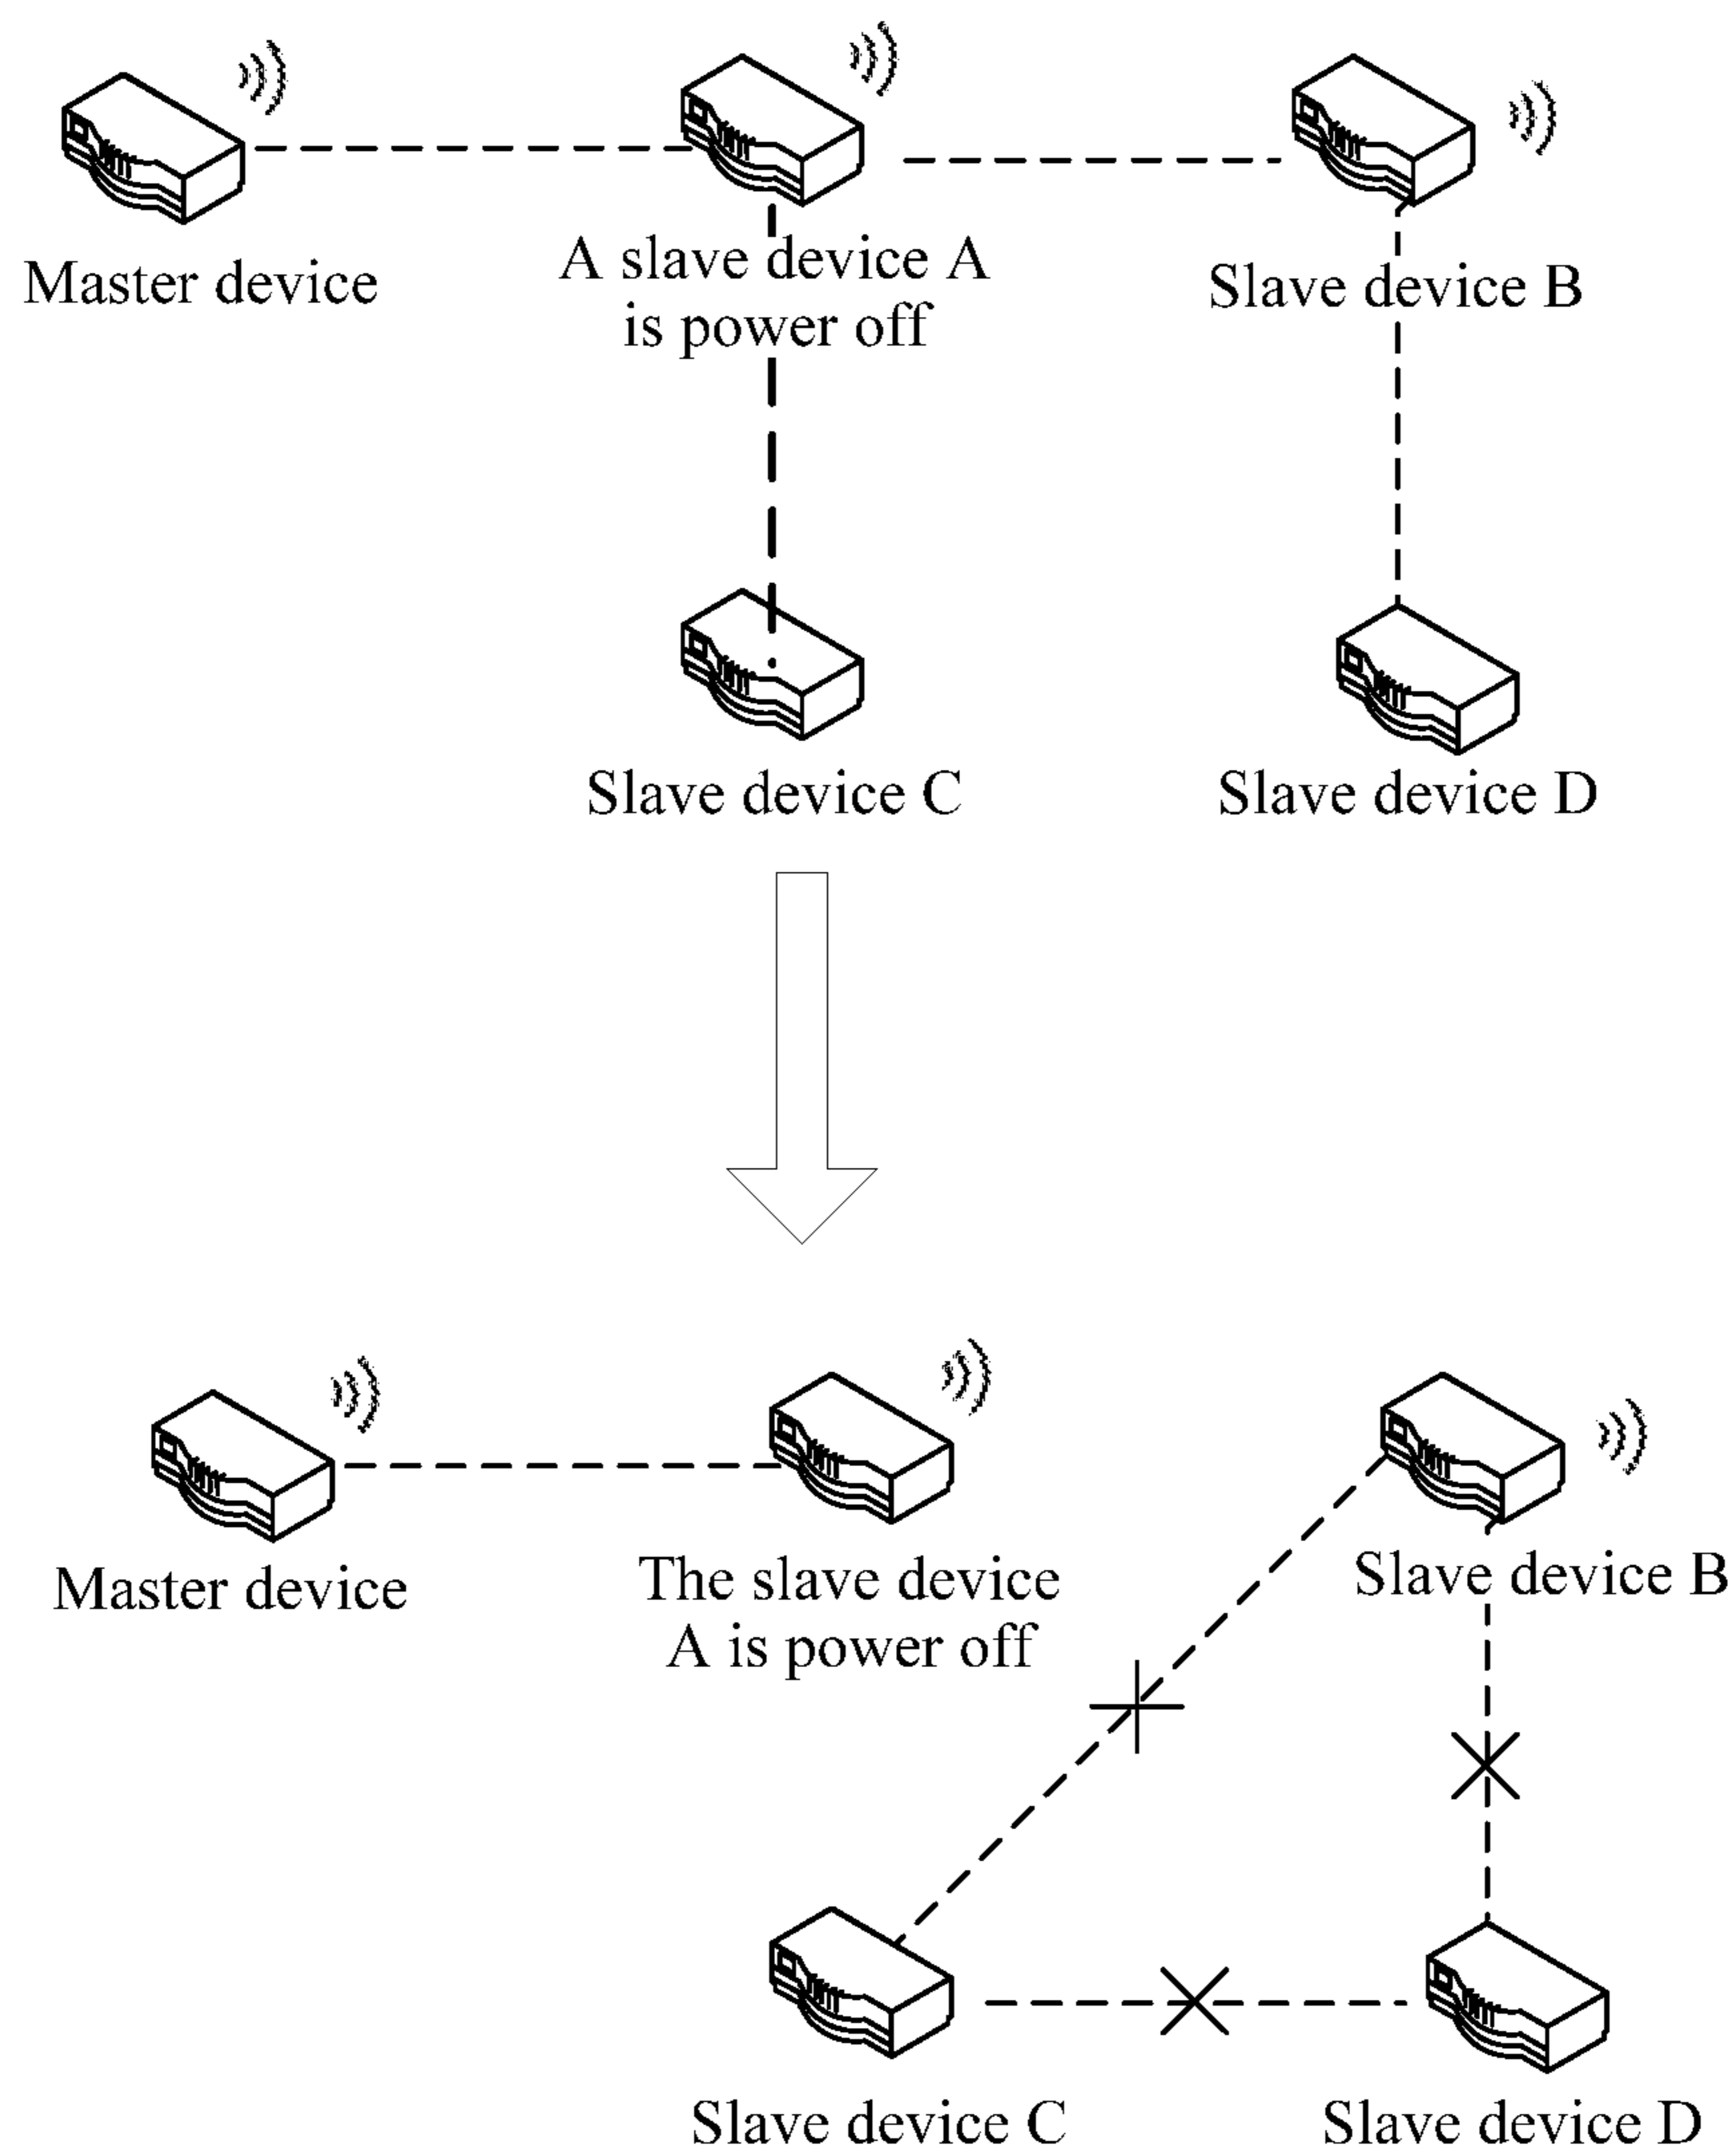 Master device
A slave device A
is power off
Slave device B
Slave device C
Slave device D
Master device
The slave device
A is power off
Slave device B
Slave device C
Slave device D